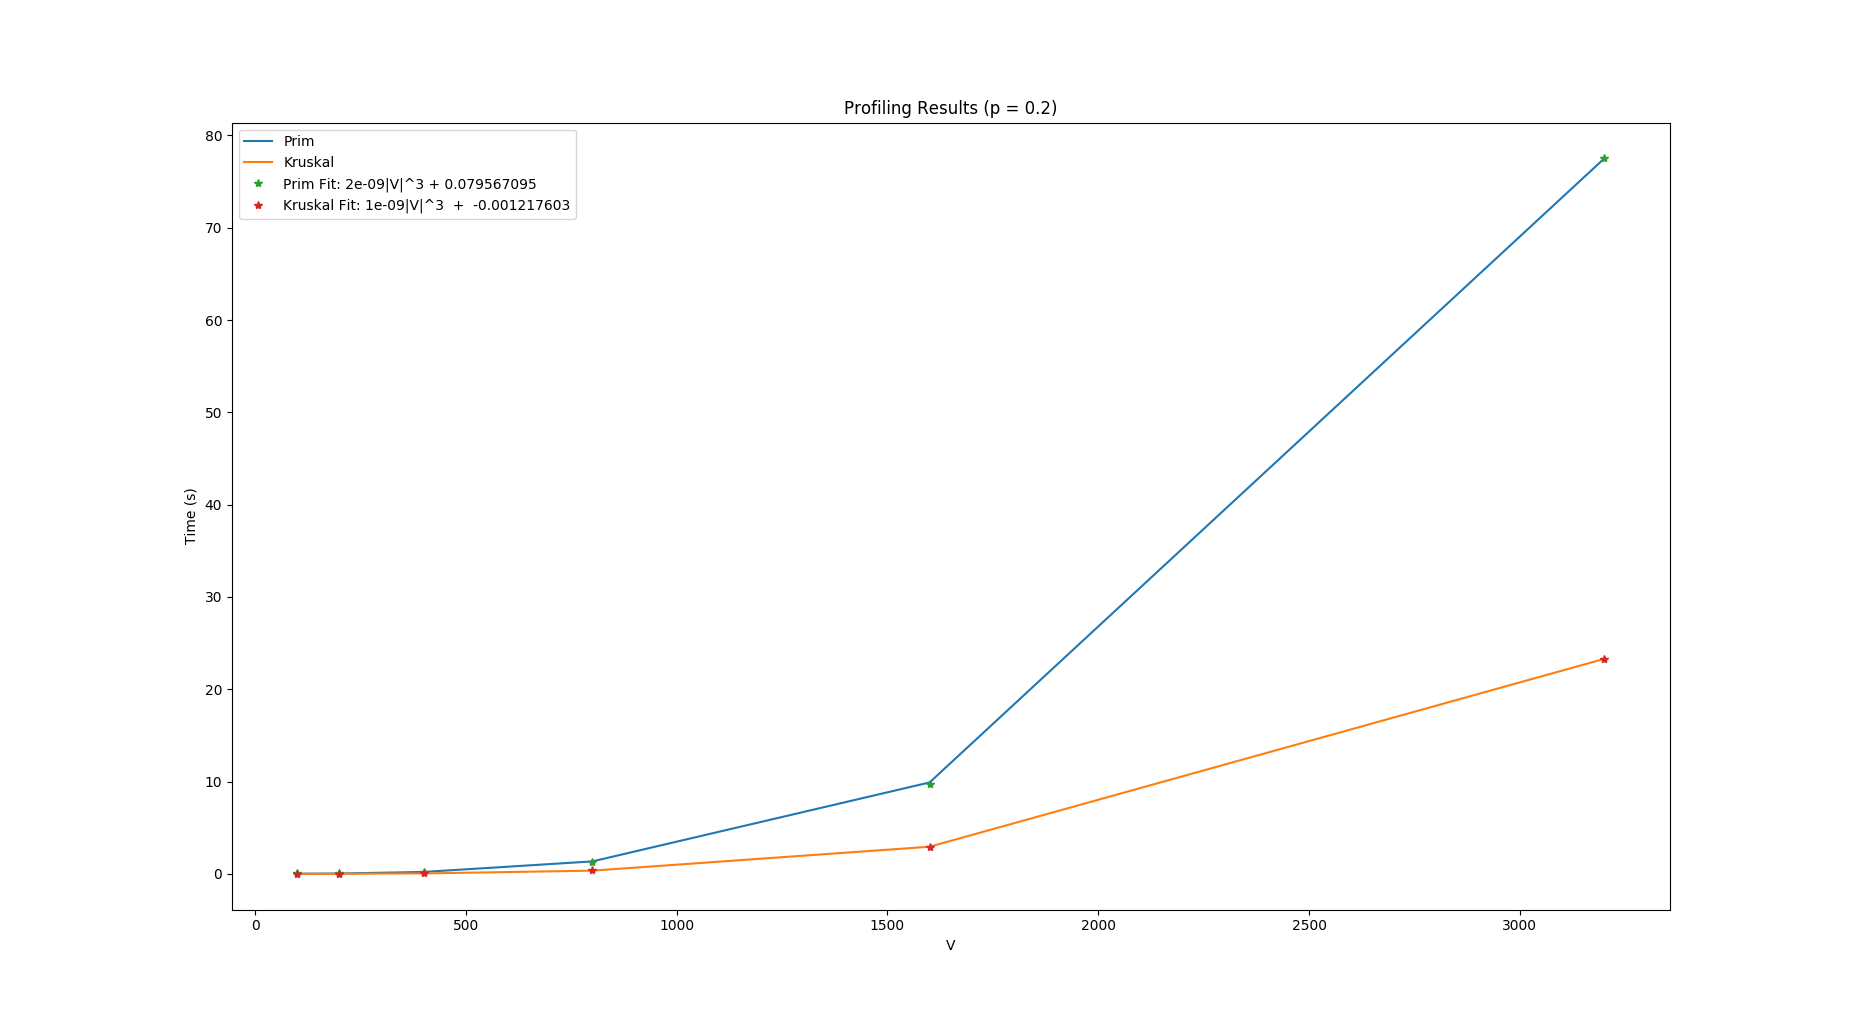 Profiling Results (p = 0.2)
Prim
Kruskal
Prim Fit: 2e-09|V|^3 + 0.079567095
Kruskal Fit: 1e-09|V|^3  +  -0.001217603
80
70
60
50
40
30
20
10
0
Time (s)
0 500 1000 1500 2000 2500 3000
V